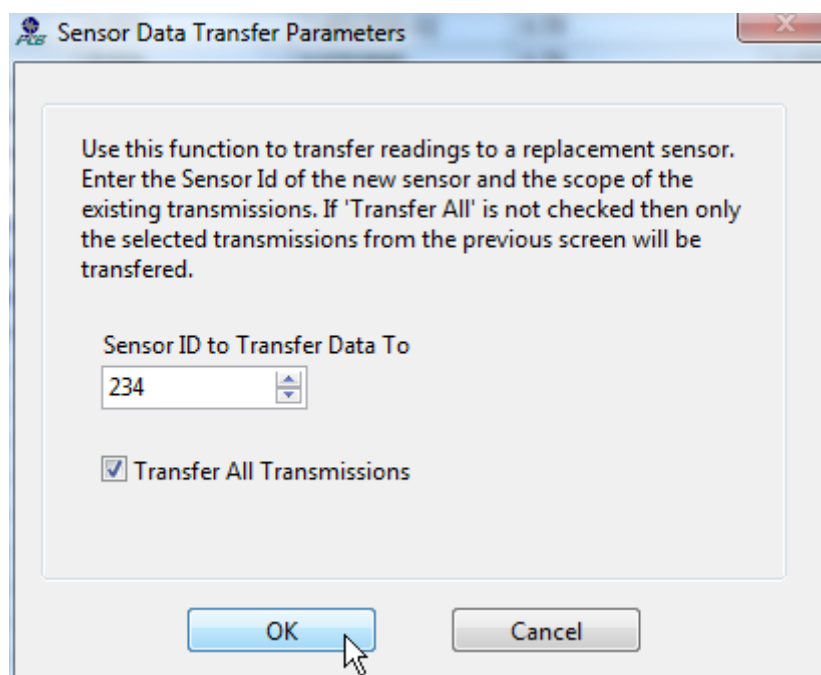 PCB Sensor Data Transfer Parameters
Use this function to transfer readings to a replacement sensor.
Enter the Sensor Id of the new sensor and the scope of the
existing transmissions. If 'Transfer All' is not checked then only
the selected transmissions from the previous screen will be
transfered.
Sensor ID to Transfer Data To
234
Transfer All Transmissions
OK Cancel